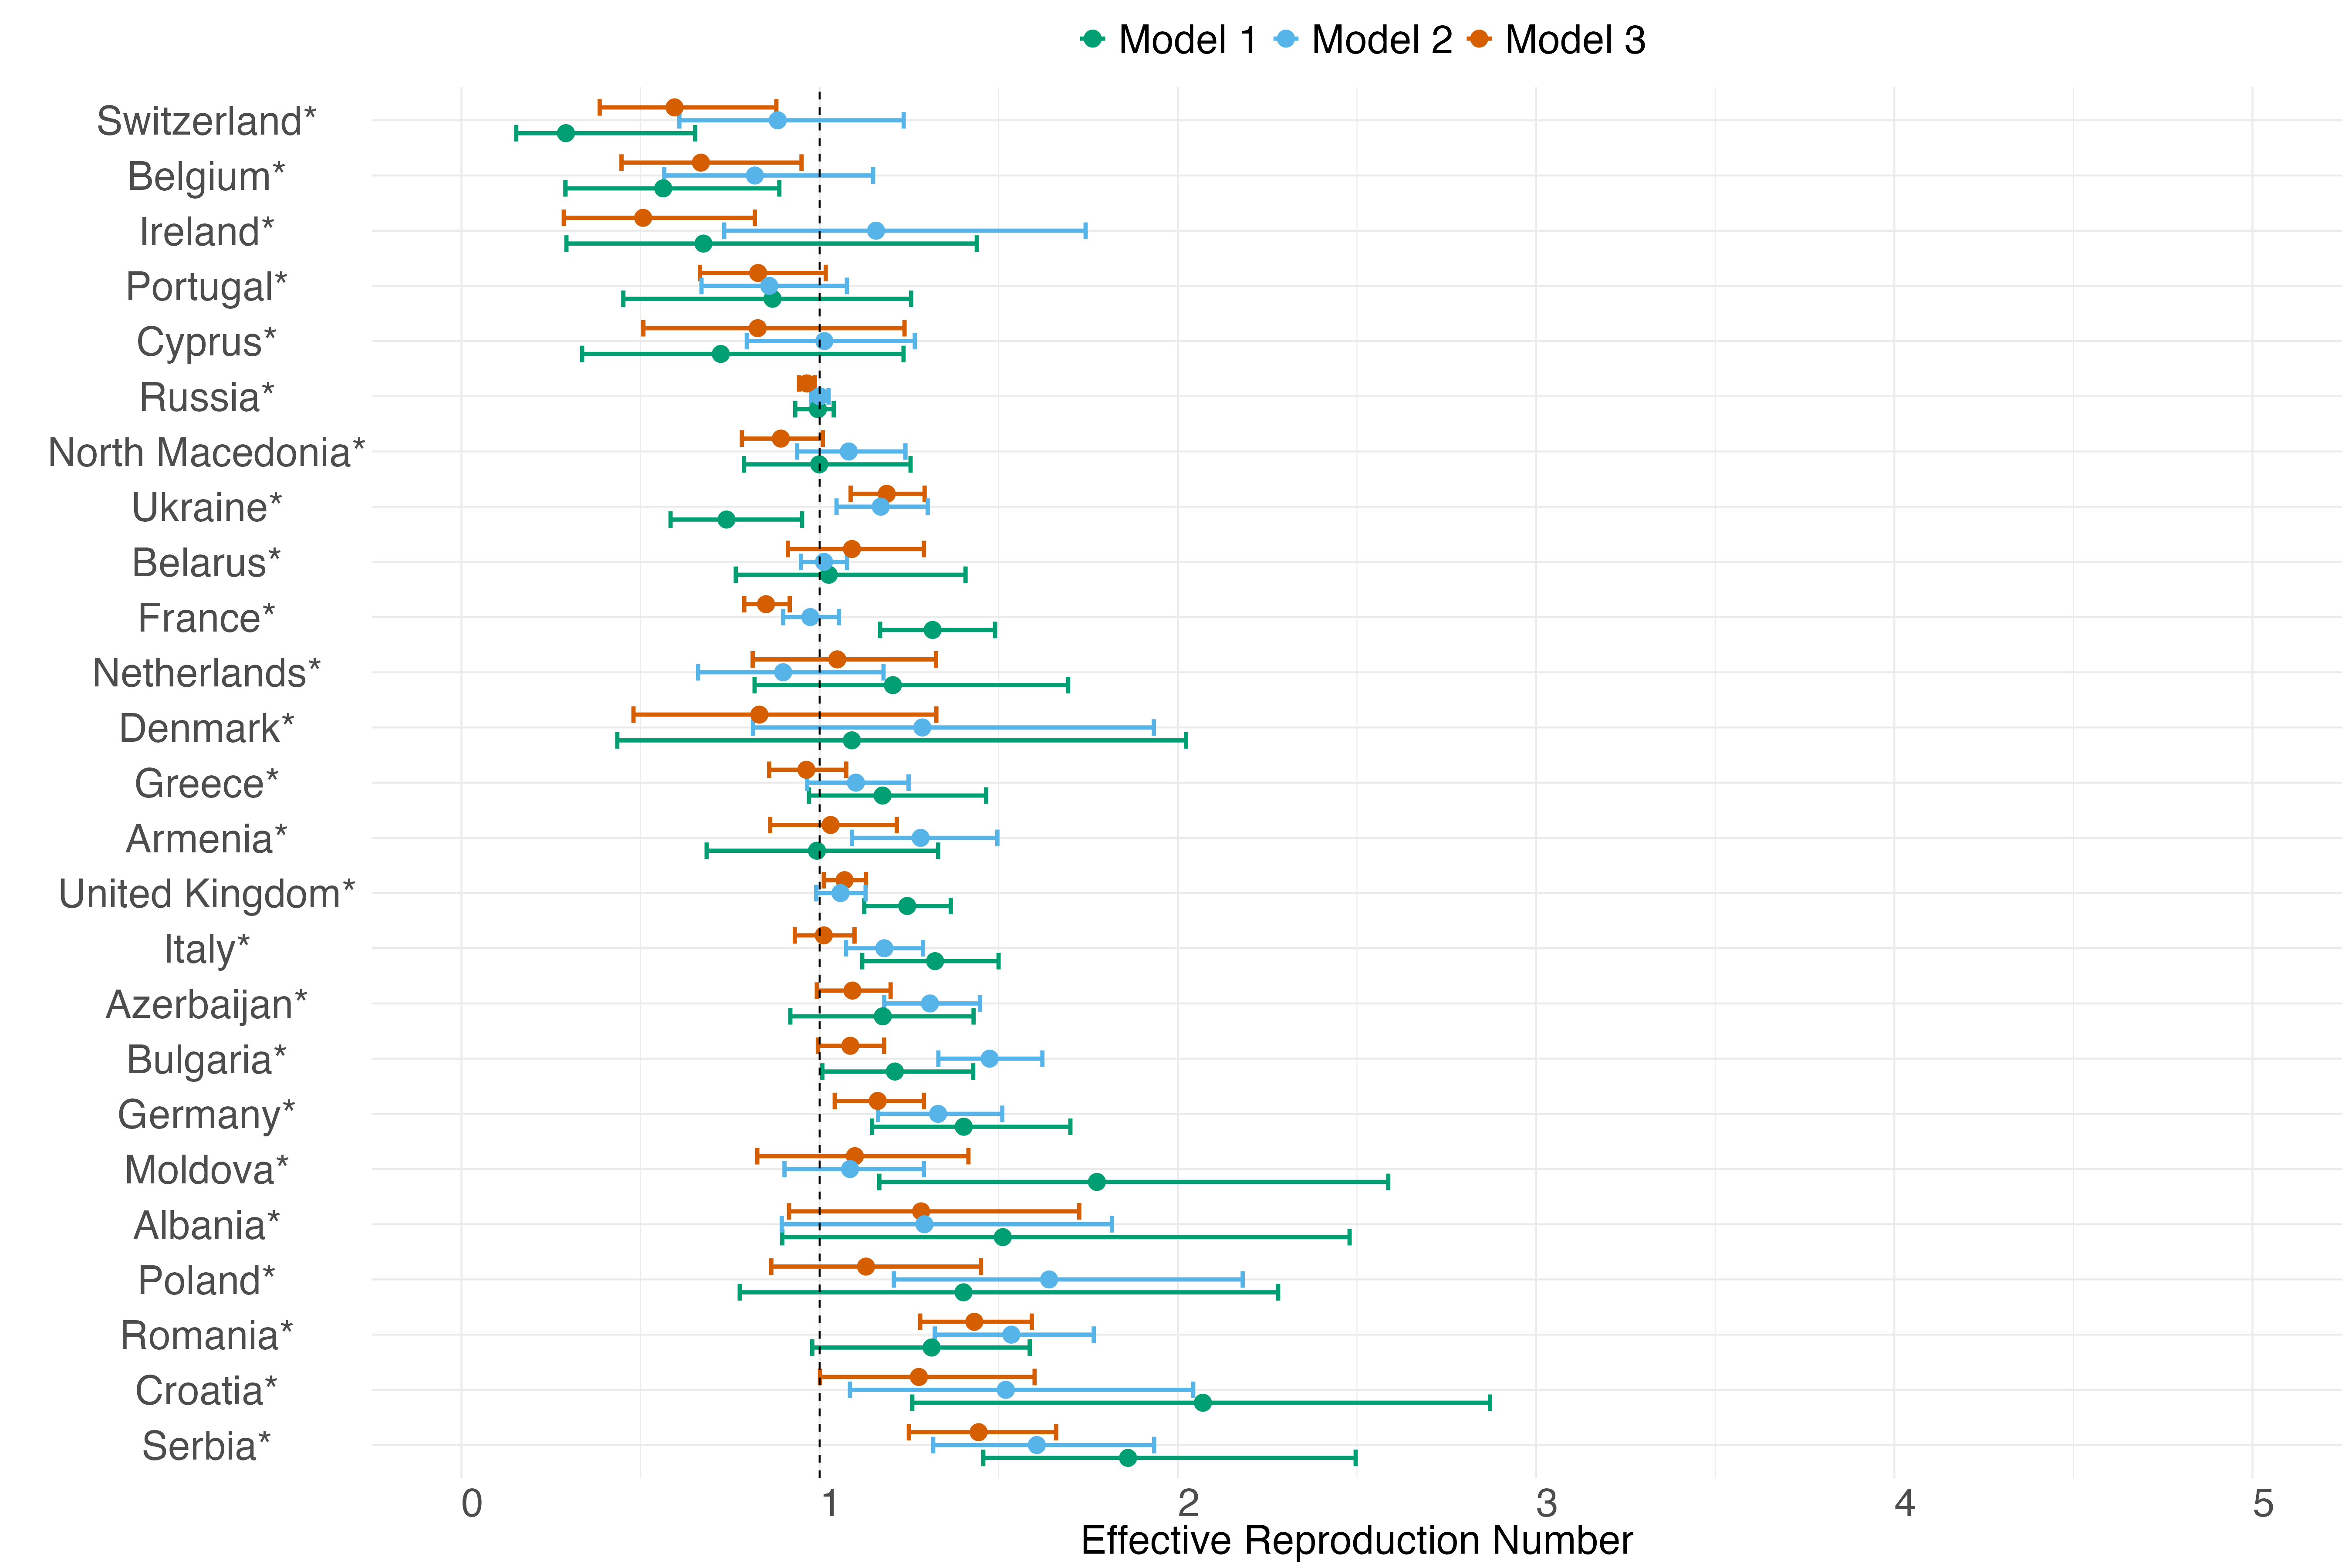 Model 1 Model 2 Model 3
Switzerland*
Belgium*
Ireland*
Portugal*
Cyprus*
Russia*
North Macedonia*
Ukraine*
Belarus*
France*
Netherlands*
Denmark*
Greece*
Armenia*
United Kingdom*
Italy*
Azerbaijan*
Bulgaria*
Germany*
Moldova*
Albania*
Poland*
Romania*
Croatia*
Serbia*
0 1 2 3 4 5
Effective Reproduction Number